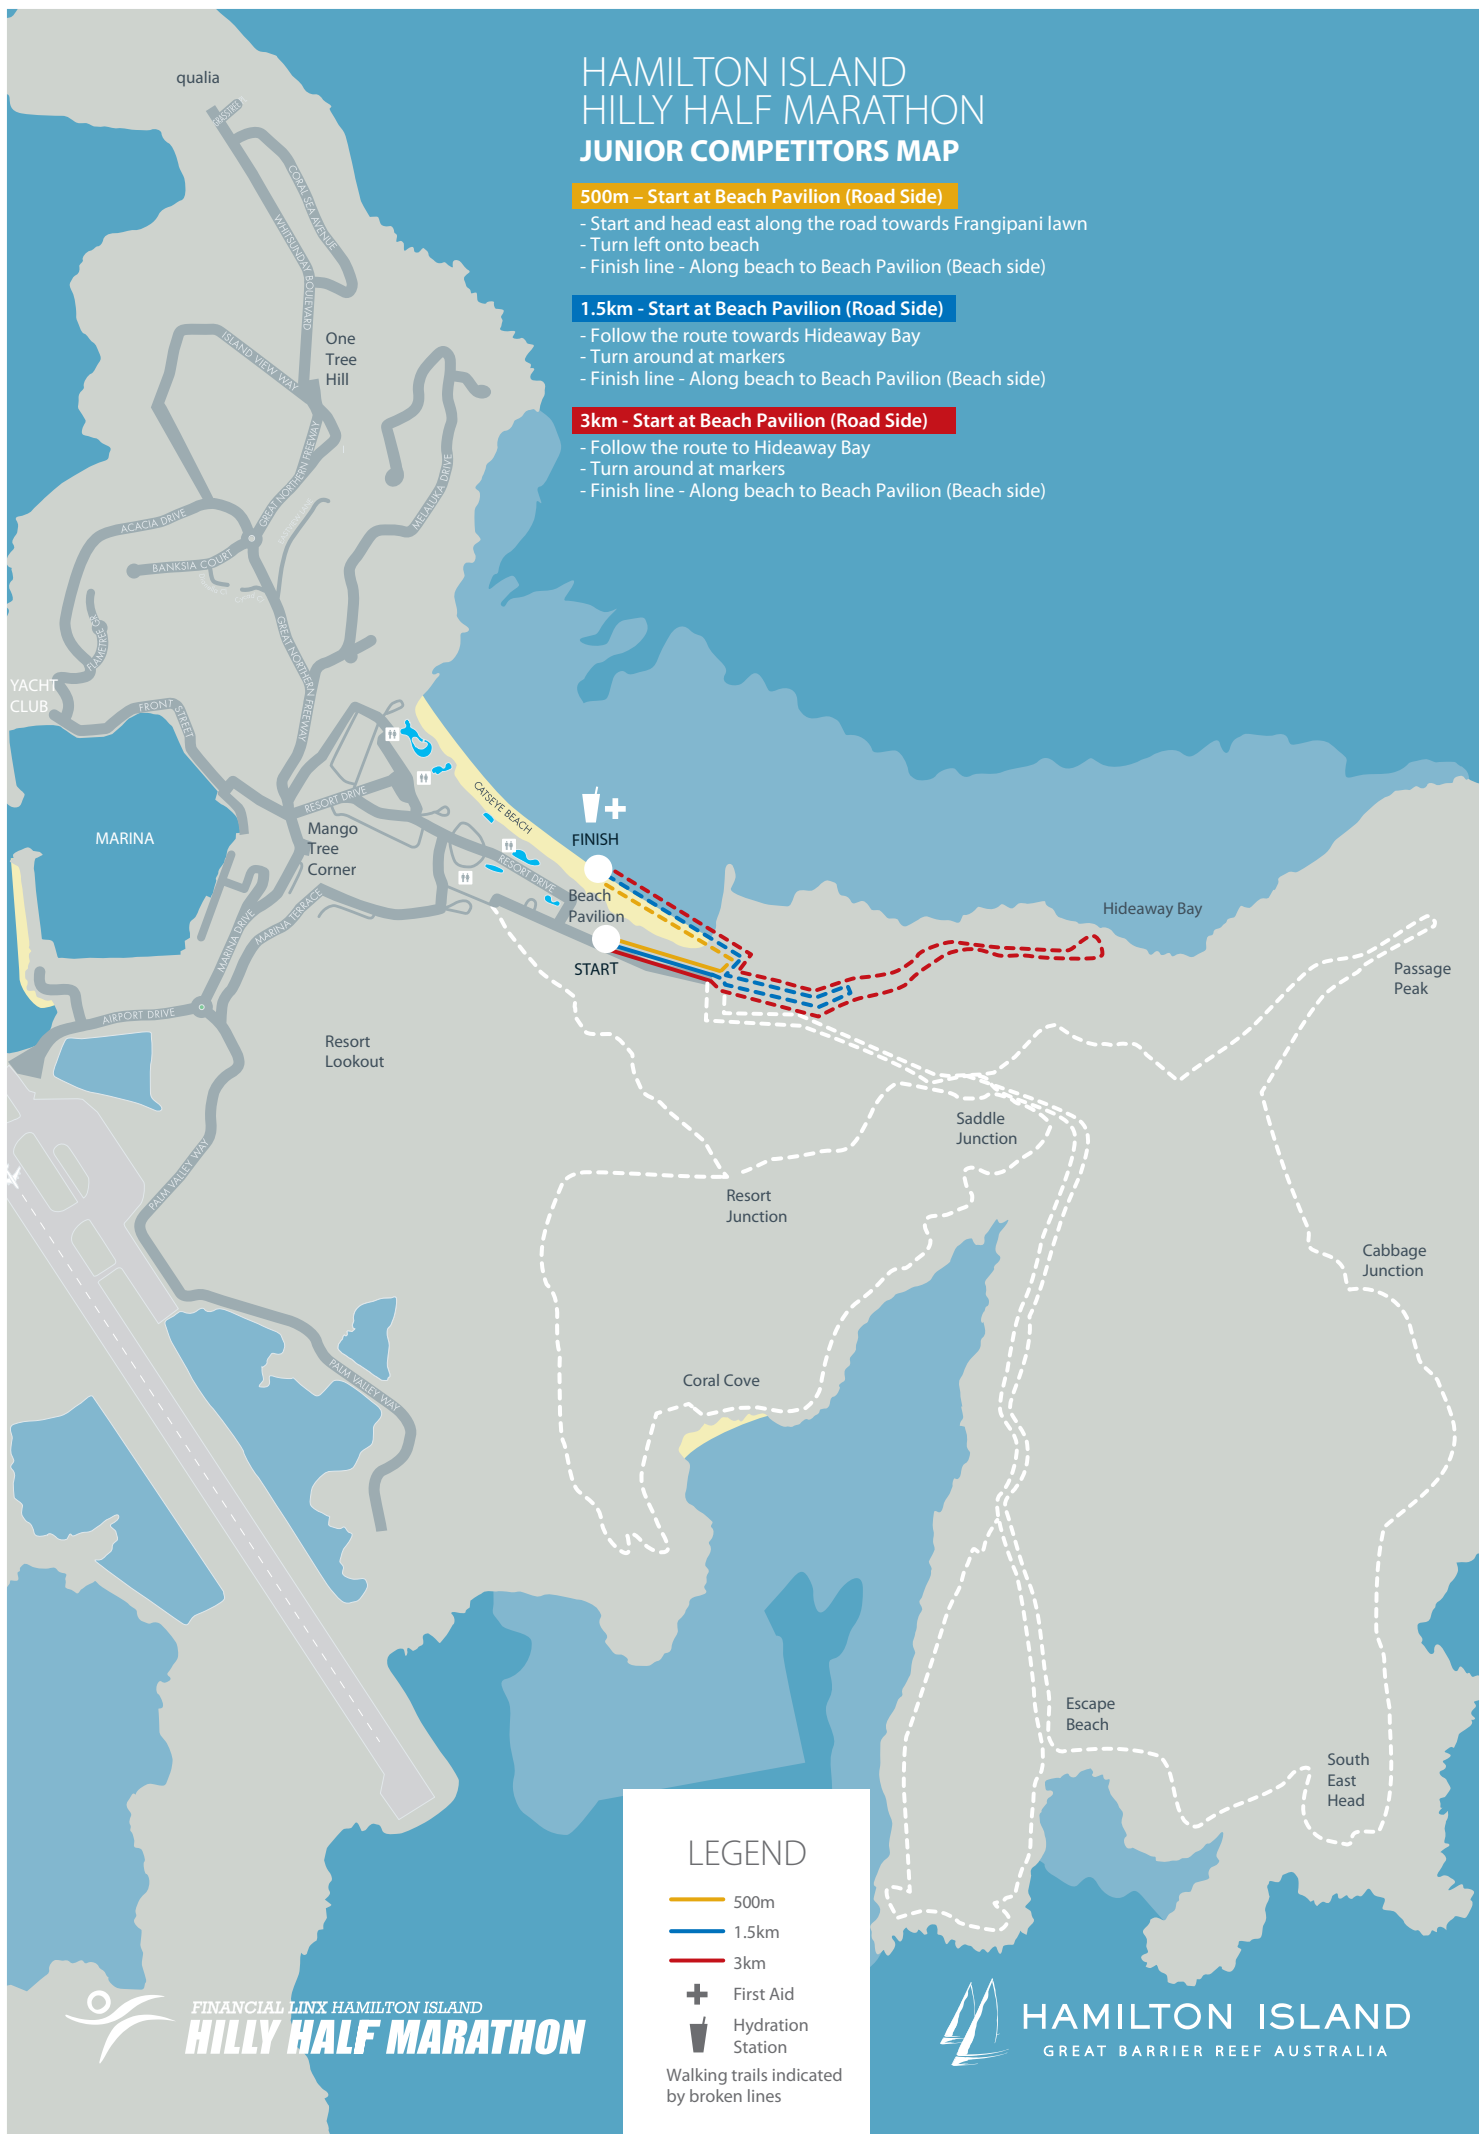 qualia
HAMILTON ISLAND
HILLY HALF MARATHON
JUNIOR COMPETITORS MAP
500m – Start at Beach Pavilion (Road Side)
- Start and head east along the road towards Frangipani lawn
- Turn left onto beach
- Finish line - Along beach to Beach Pavilion (Beach side)
1.5km - Start at Beach Pavilion (Road Side)
- Follow the route towards Hideaway Bay
- Turn around at markers
- Finish line - Along beach to Beach Pavilion (Beach side)
3km - Start at Beach Pavilion (Road Side)
- Follow the route to Hideaway Bay
- Turn around at markers
- Finish line - Along beach to Beach Pavilion (Beach side)
CORAL SEA AVENUE
WHITSUNDAY BOULEVARD
One
Tree
Hill
ISLAND VIEW WAY
GREAT NORTHERN FREEWAY
MELALUKA DRIVE
ACACIA DRIVE
BANKSIA COURT
FLAMETREE GR
GREAT NORTHERN FREEWAY
YACHT
CLUB
FRONT STREET
RESORT DRIVE
MARINA
Mango
Tree
Corner
CATSEYE BEACH
FINISH
RESORT DRIVE
Beach
Pavilion
START
MARINA DRIVE
MARINA TERRACE
AIRPORT DRIVE
Hideaway Bay
Passage
Peak
Resort
Lookout
Saddle
Junction
PALM VALLEY WAY
Resort
Junction
Cabbage
Junction
PALM VALLEY WAY
Coral Cove
Escape
Beach
South
East
Head
LEGEND
500m
1.5km
3km
First Aid
Hydration
Station
Walking trails indicated
by broken lines
FINANCIAL LINX HAMILTON ISLAND
HILLY HALF MARATHON
HAMILTON ISLAND
GREAT BARRIER REEF AUSTRALIA